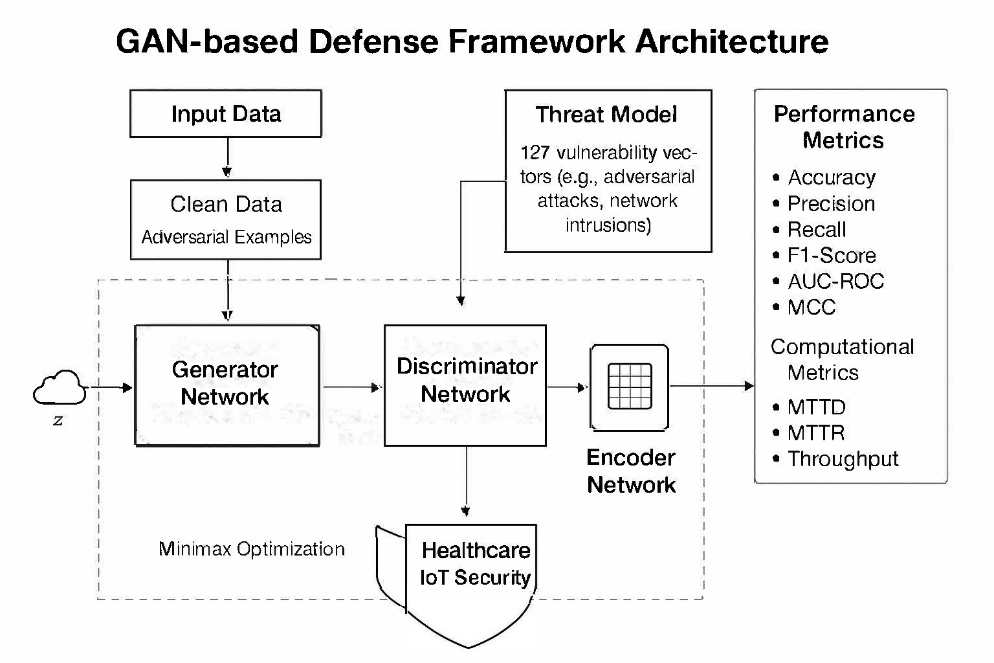 GAN-based Defense Framework Architecture
Input Data
Clean Data
Adversarial Examples
Threat Model
127 vulnerability vec-
tors (e.g., adversarial
attacks, network
intrusions)
z
Generator
Network
Discriminator
Network
Encoder
Network
Minimax Optimization
Healthcare
IoT Security
Performance
Metrics
• Accuracy
• Precision
• Recall
• F1-Score
• AUC-ROC
• MCC
Computational
Metrics
• MTTD
• MTTR
• Throughput